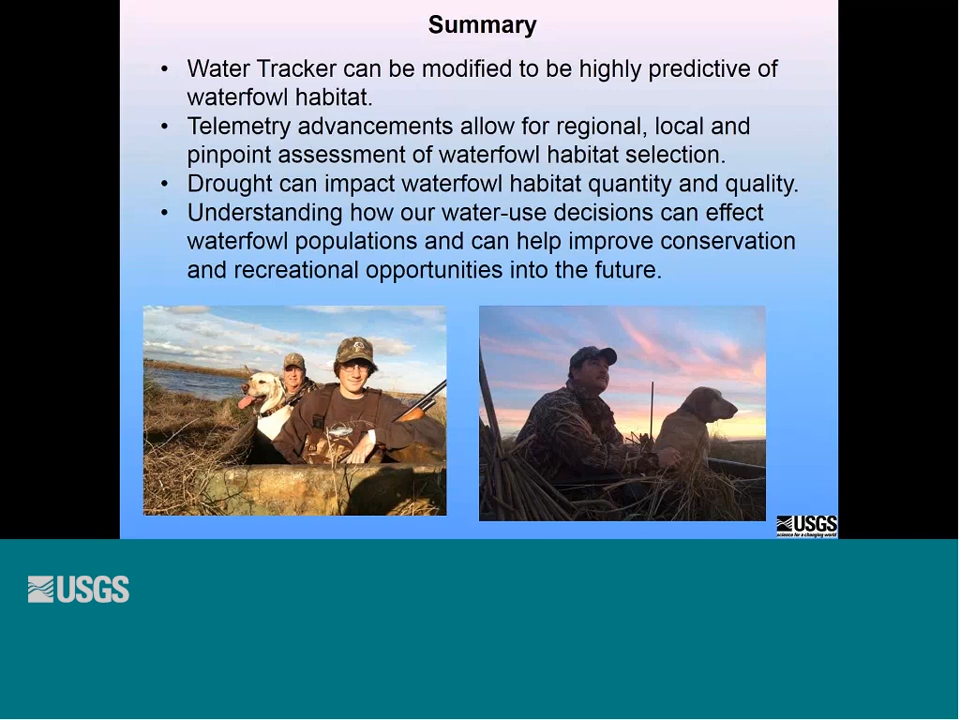 Summary
• Water Tracker can be modified to be highly predictive of
waterfowl habitat.
• Telemetry advancements allow for regional, local and
pinpoint assessment of waterfowl habitat selection.
• Drought can impact waterfowl habitat quantity and quality.
• Understanding how our water-use decisions can effect
waterfowl populations and can help improve conservation
and recreational opportunities into the future.
USGS
science for a changing world
USGS